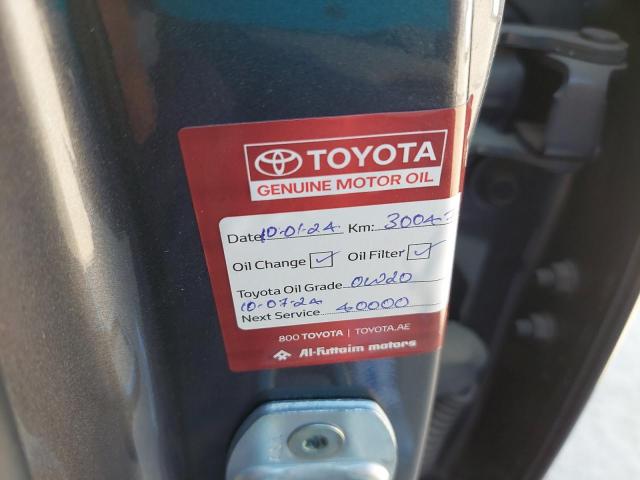 TOYOTA
GENUINE MOTOR OIL
Date 10-01-24 Km:
Oil Change ✓ Oil Filter ✓
Toyota Oil Grade 0W20
10-07-24
Next Service 40000
800 TOYOTA | TOYOTA.AE
Al-Futtaim motors